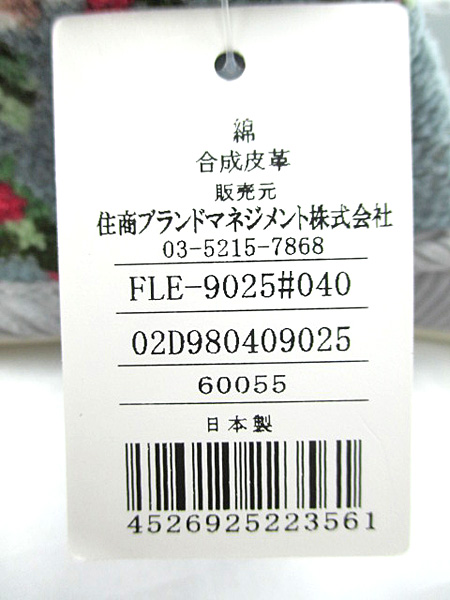 綿
合成皮革
販売元
住商ブランドマネジメント株式会社
03-5215-7868
FLE-9025#040
02D980409025
60055
日本製
4526925223561